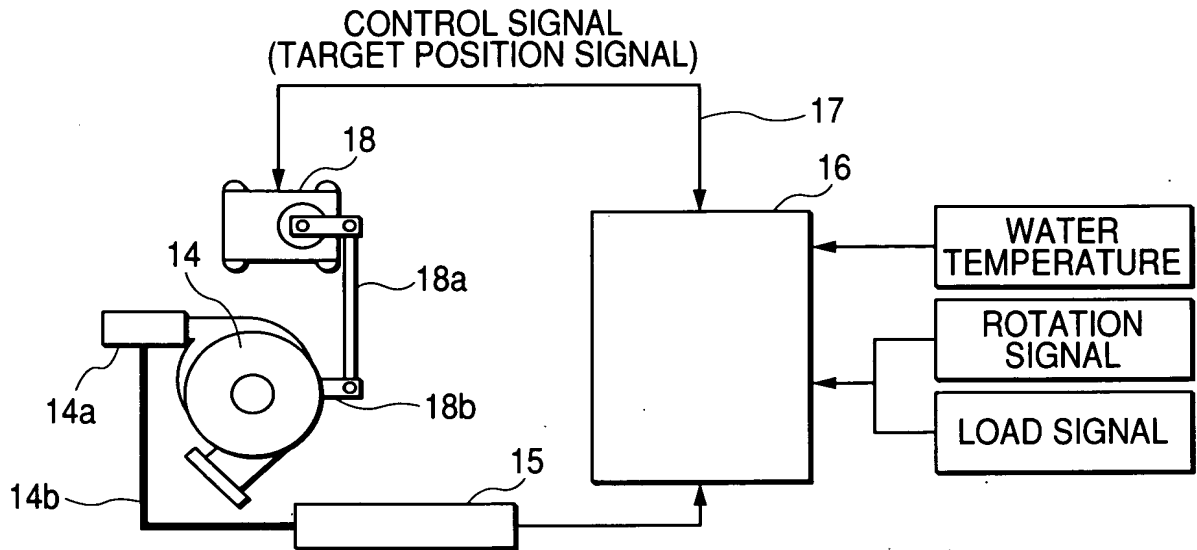 CONTROL SIGNAL
(TARGET POSITION SIGNAL)
17
18
16
WATER
TEMPERATURE
14
18a
ROTATION
SIGNAL
14a
18b
LOAD SIGNAL
15
14b